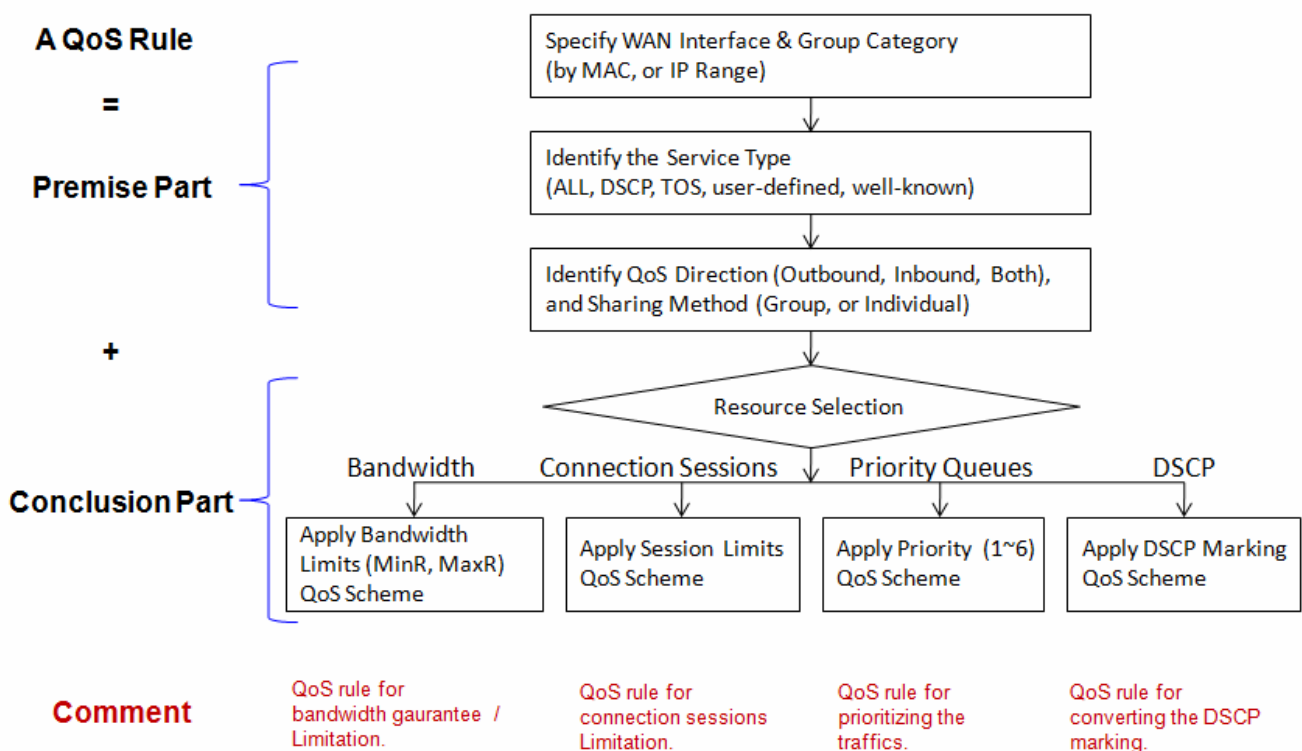 A QoS Rule
=
Premise Part
+
Conclusion Part
Specify WAN Interface & Group Category
(by MAC, or IP Range)
Identify the Service Type
(ALL, DSCP, TOS, user-defined, well-known)
Identify QoS Direction (Outbound, Inbound, Both),
and Sharing Method (Group, or Individual)
Resource Selection
Bandwidth
Connection Sessions
Priority Queues
DSCP
Apply Bandwidth
Limits (MinR, MaxR)
QoS Scheme
Apply Session Limits
QoS Scheme
Apply Priority (1~6)
QoS Scheme
Apply DSCP Marking
QoS Scheme
Comment
QoS rule for
bandwidth gaurantee /
Limitation.
QoS rule for
connection sessions
Limitation.
QoS rule for
prioritizing the
traffics.
QoS rule for
converting the DSCP
marking.